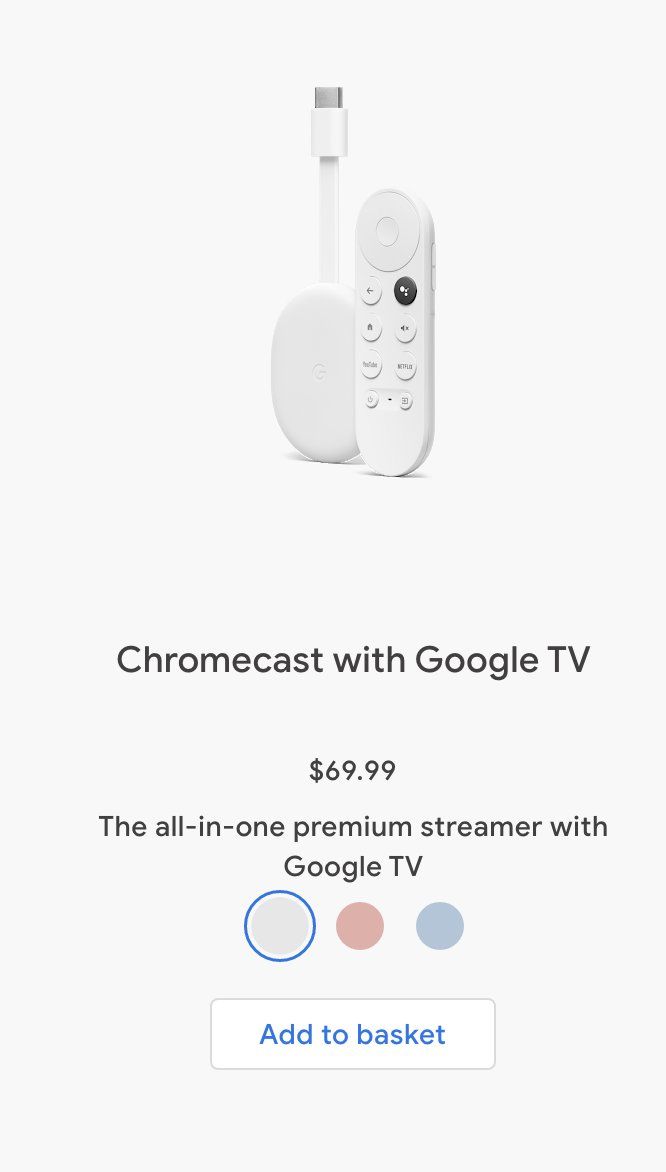 YouTube
NETFLIX
Chromecast with Google TV
$69.99
The all-in-one premium streamer with
Google TV
Add to basket